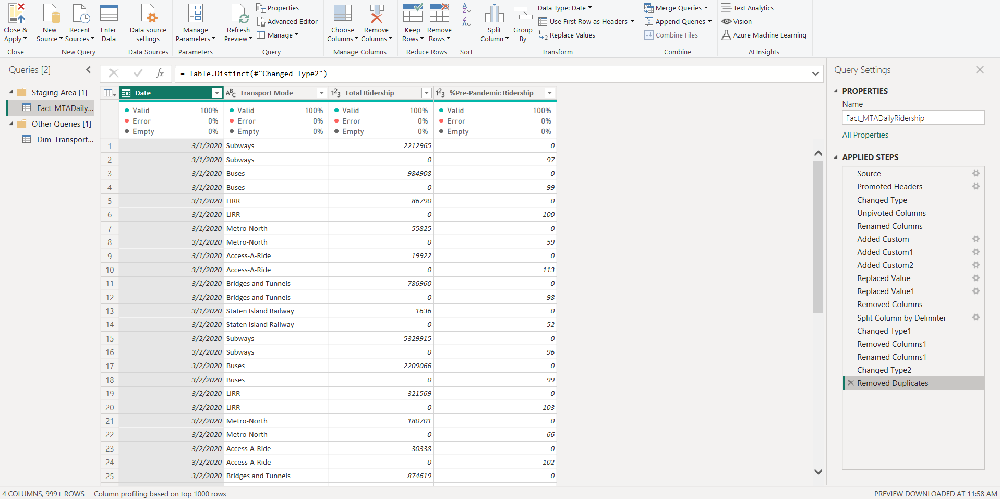 Close & Apply
New Source
Recent Sources
Enter Data
Data source settings
Manage Parameters
Refresh Preview
Properties
Advanced Editor
Manage
Choose Columns
Remove Columns
Keep Rows
Remove Rows
A
Z
Z
A
Split Column
Group By
Data Type: Date
Use First Row as Headers
1
2 Replace Values
Merge Queries
Append Queries
Combine Files
Text Analytics
Vision
Azure Machine Learning
Close
New Query
Data Sources
Parameters
Query
Manage Columns
Reduce Rows
Sort
Transform
Combine
AI Insights
Queries [2]
Staging Area [1]
Fact_MTADaily...
Other Queries [1]
Dim_Transport...
fx
= Table.Distinct(#"Changed Type2")
Date ABC Transport Mode 123 Total Ridership 123 %Pre-Pandemic Ridership
Valid 100% Valid 100% Valid 100% Valid 100%
Error 0% Error 0% Error 0% Error 0%
Empty 0% Empty 0% Empty 0% Empty 0%
1 3/1/2020 Subways 2212965 0
2 3/1/2020 Subways 0 97
3 3/1/2020 Buses 984908 0
4 3/1/2020 Buses 0 99
5 3/1/2020 LIRR 86790 0
6 3/1/2020 LIRR 0 100
7 3/1/2020 Metro-North 55825 0
8 3/1/2020 Metro-North 0 59
9 3/1/2020 Access-A-Ride 19922 0
10 3/1/2020 Access-A-Ride 0 113
11 3/1/2020 Bridges and Tunnels 786960 0
12 3/1/2020 Bridges and Tunnels 0 98
13 3/1/2020 Staten Island Railway 1636 0
14 3/1/2020 Staten Island Railway 0 52
15 3/2/2020 Subways 5329915 0
16 3/2/2020 Subways 0 96
17 3/2/2020 Buses 2209066 0
18 3/2/2020 Buses 0 99
19 3/2/2020 LIRR 321569 0
20 3/2/2020 LIRR 0 103
21 3/2/2020 Metro-North 180701 0
22 3/2/2020 Metro-North 0 66
23 3/2/2020 Access-A-Ride 30338 0
24 3/2/2020 Access-A-Ride 0 102
25 3/2/2020 Bridges and Tunnels 874619 0
Query Settings
PROPERTIES
Name
Fact_MTADailyRidership
All Properties
APPLIED STEPS
Source
Promoted Headers
Changed Type
Unpivoted Columns
Renamed Columns
Added Custom
Added Custom1
Added Custom2
Replaced Value
Replaced Value1
Removed Columns
Split Column by Delimiter
Changed Type1
Removed Columns1
Renamed Columns1
Changed Type2
Removed Duplicates
4 COLUMNS, 999+ ROWS Column profiling based on top 1000 rows
PREVIEW DOWNLOADED AT 11:58 AM